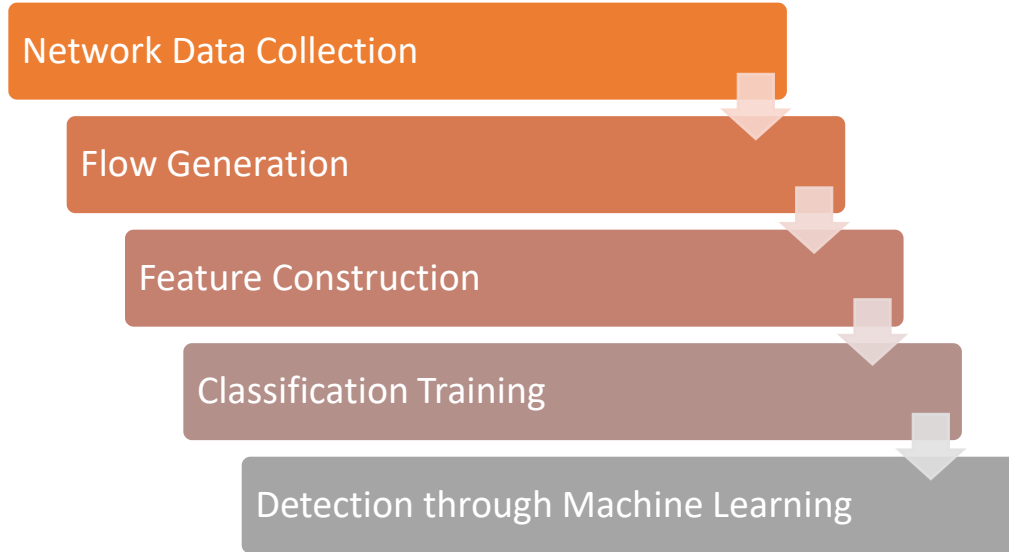 Network Data Collection
Flow Generation
Feature Construction
Classification Training
Detection through Machine Learning